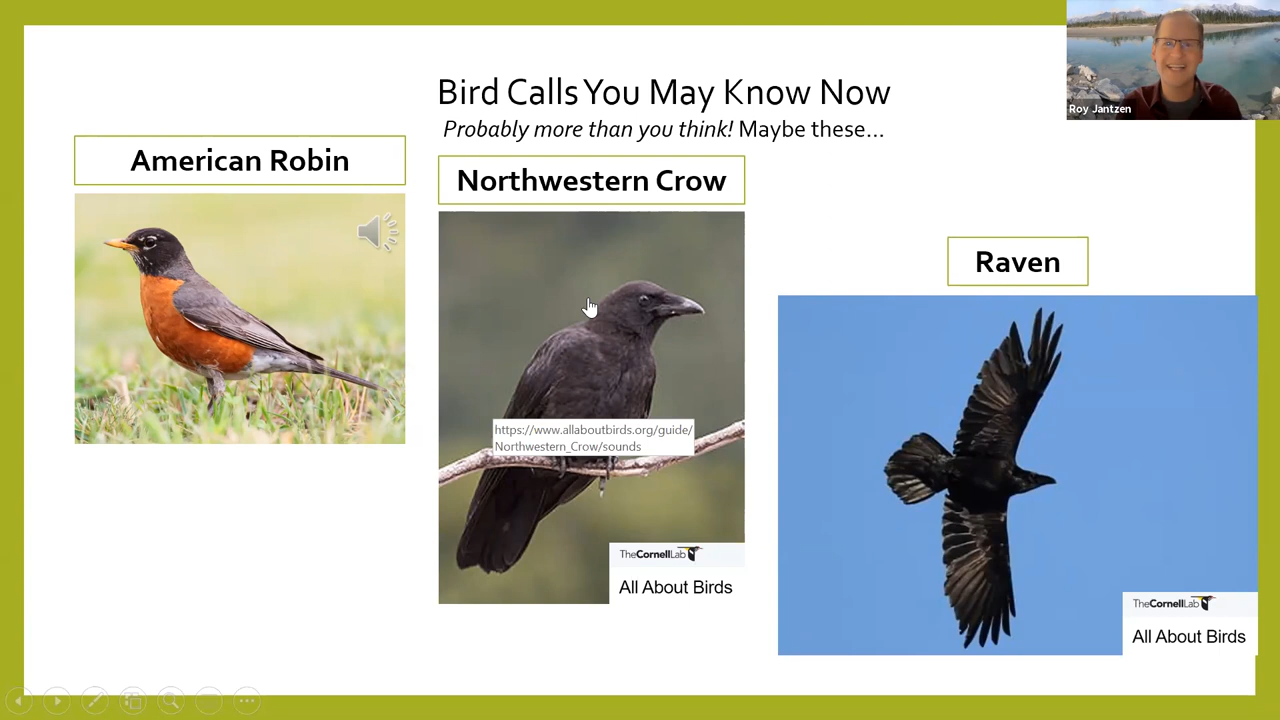 Bird Calls You May Know Now
Probably more than you think! Maybe these...
Roy Jantzen
American Robin
Northwestern Crow
Raven
https://www.allaboutbirds.org/guide/
Northwestern_Crow/sounds
TheCornellLab
All About Birds
TheCornellLab
All About Birds